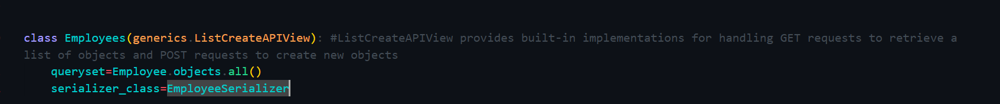 class Employees(generics.ListCreateAPIView): #ListCreateAPIView provides built-in implementations for handling GET requests to retrieve a
list of objects and POST requests to create new objects
queryset=Employee.objects.all()
serializer_class=EmployeeSerializer